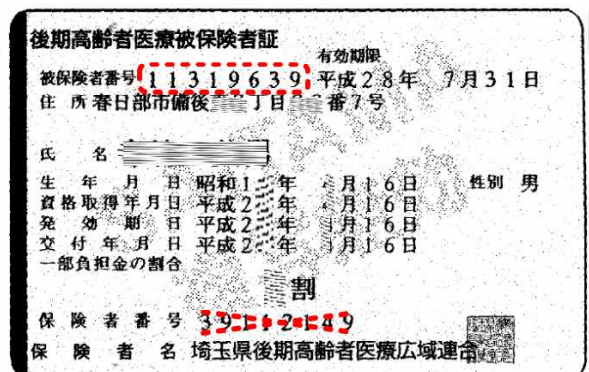 後期高齢者医療被保険者証
有効期限
被保険者番号 11319639 平成28年 7月31日
住所 春日部市備後 丁目 番7号
氏名
生年月日 昭和1 年 月16日 性別 男
資格取得年月日 平成2 年 月16日
発効期日 平成2 年 月16日
交付年月日 平成2 年 月16日
一部負担金の割合
割
保険者番号 39112149
保険者名 埼玉県後期高齢者医療広域連合